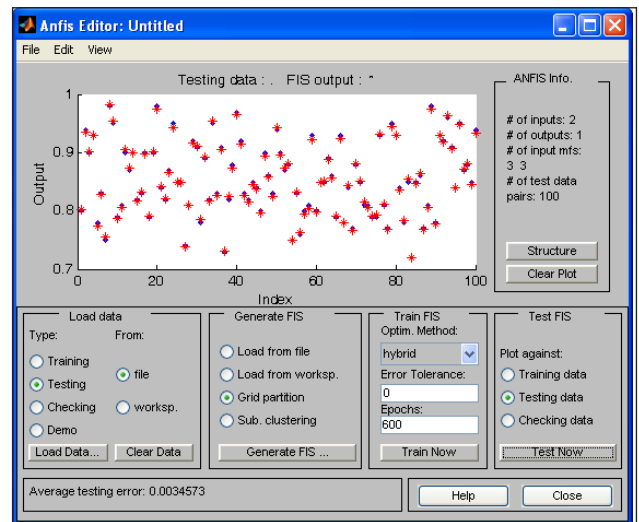 Anfis Editor: Untitled
File Edit View
Testing data : . FIS output : *
1
0.9
0.8
0.7
Output
0 20 40 60 80 100
Index
ANFIS Info.
# of inputs: 2
# of outputs: 1
# of input mfs:
3 3
# of test data
pairs: 100
Structure
Clear Plot
Load data
Type: From:
Training
Testing
Checking
Demo
file
worksp.
Load Data... Clear Data
Generate FIS
Load from file
Load from worksp.
Grid partition
Sub. clustering
Generate FIS ...
Train FIS
Optim. Method:
hybrid
Error Tolerance:
0
Epochs:
600
Train Now
Test FIS
Plot against:
Training data
Testing data
Checking data
Test Now
Average testing error: 0.0034573
Help Close